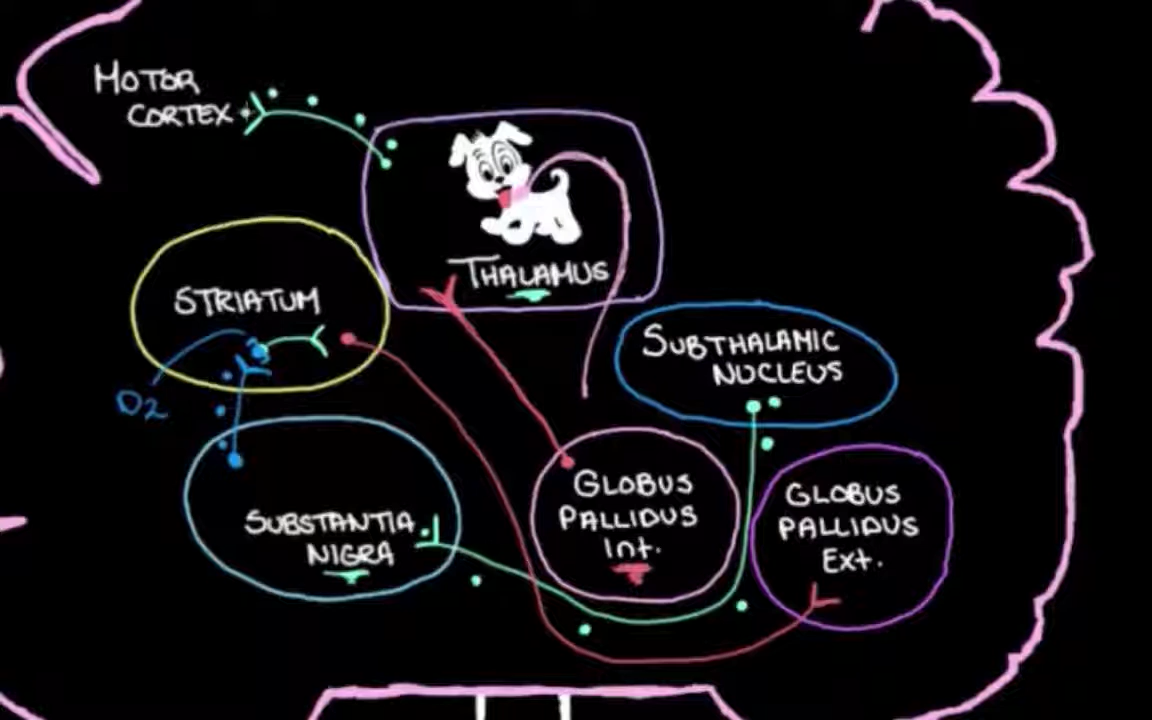 MOTOR
CORTEX
THALAMUS
STRIATUM
SUBTHALAMIC
NUCLEUS
D2
GLOBUS
PALLIDUS
Int.
GLOBUS
PALLIDUS
Ext.
SUBSTANTIA
NIGRA